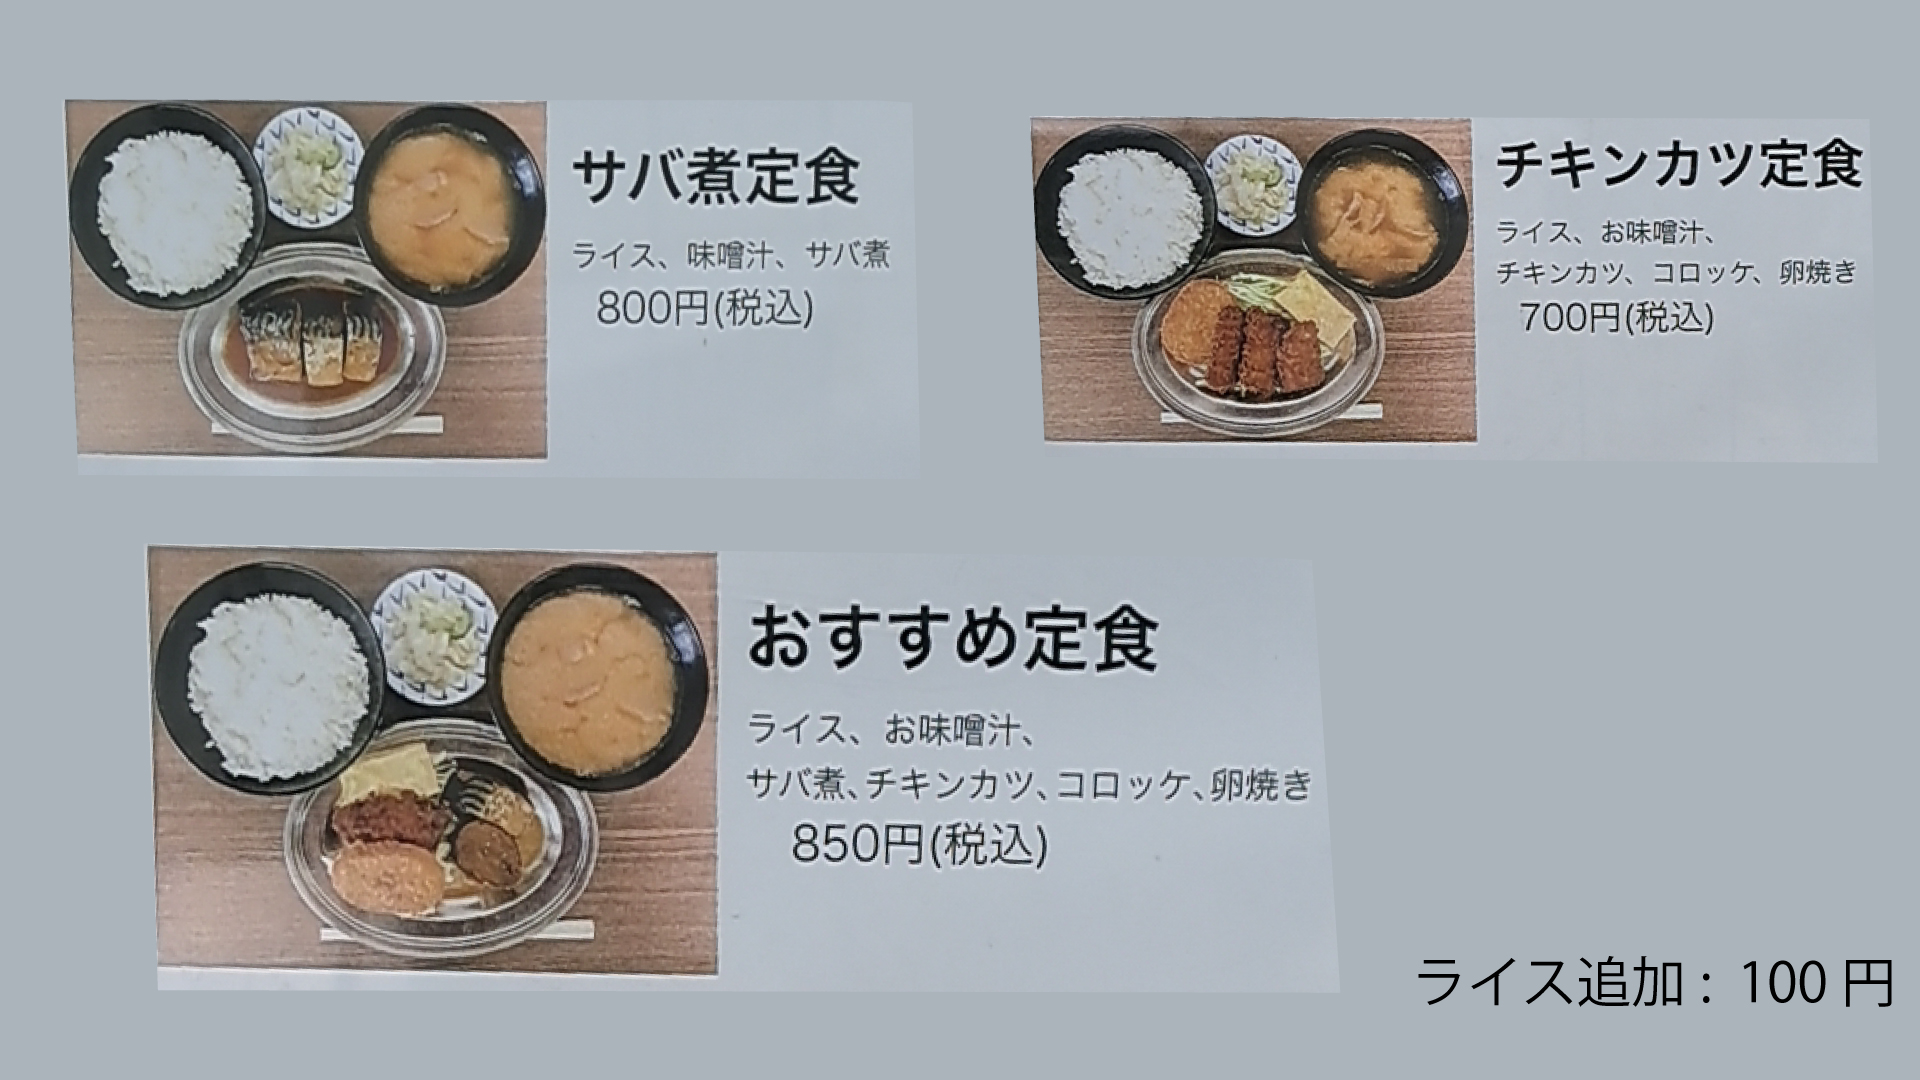 サバ煮定食
ライス、味噌汁、サバ煮
800円(税込)
チキンカツ定食
ライス、お味噌汁、
チキンカツ、コロッケ、卵焼き
700円(税込)
おすすめ定食
ライス、お味噌汁、
サバ煮、チキンカツ、コロッケ、卵焼き
850円(税込)
ライス追加 : 100 円